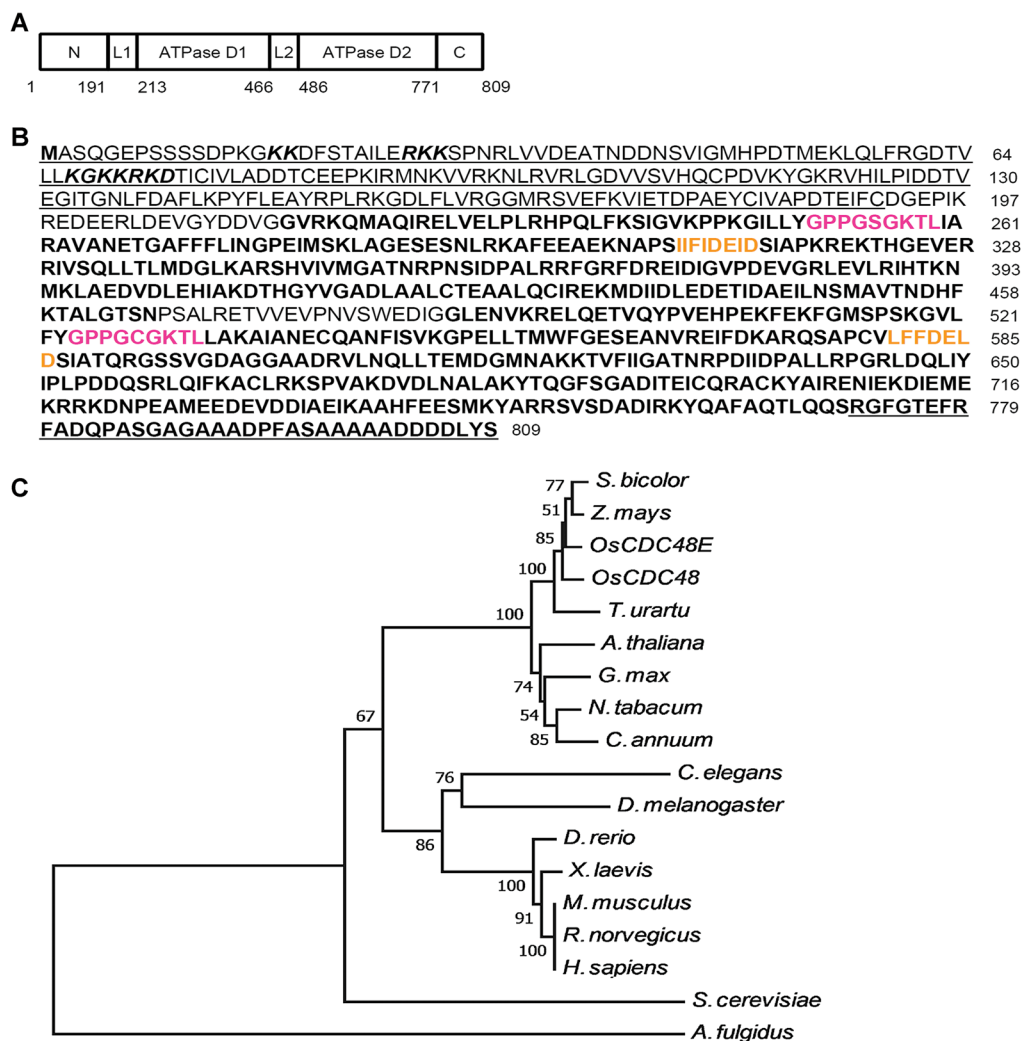 A
N L1 ATPase D1 L2 ATPase D2 C
1 191 213 466 486 771 809
B
MASQGEPSSSSDPKGKKDFSTAILERKKSPNRLVVDEATNDDNSVIGMHPDTMEKLQLFRGDTV 64
LLKGKKRKDTICIVLADDTCEEPKIRMNKVVRKNLRVRLGDVVSVHQCPDVKYGKRVHILPIDDTV 130
EGITGNLFDAFLKPYFLEAYRPLRKGDLFLVRGGMRSVEFKVIETDPAEYCIVAPDTEIFCDGEPIK 197
REDEERLDEVGYDDVGGVRKQMAQIRELVELPLRHPQLFKSIGVKPPKGILLYGPPGSGKTLIA 261
RAVANETGAFFFLINGPEIMSKLAGESESNLRKAFEEAEKNAPSIIFIDEIDSIAPKREKTHGEVER 328
RIVSQLLTLMDGLKARSHVIVMGATNRPNSIDPALRRFGRFDREIDIGVPDEVGRLEVLRIHTKN 393
MKLAEDVDLEHIAKDTHGYVGADLAALCTEAALQCIREKMDIIDLEDETIDAEILNSMAVTNDHF 458
KTALGTSNPSALRETVVEVPNVSWEDIGGLENVKRELQETVQYPVEHPEKFEKFGMSPSKGVL 521
FYGPPGCGKTLLAKAIANECQANFISVKGPELLTMWFGESEANVREIFDKARQSAPCVLFFDEL 585
DSIATQRGSSVGDAGGAADRVLNQLLTEMDGMNAKKTVFIIGATNRPDIIDPALLRPGRLDQLIY 650
IPLPDDQSRLQIFKACLRKSPVAKDVDLNALAKYTQGFSGADITEICQRACKYAIRENIEKDIEME 716
KRRKDNPEAMEEDEVDDIAEIKAAHFEESMKYARRSVSDADIRKYQAFAQTLQQSRGFGTEFR 779
FADQPASGAGAAADPFASAAAAADDDDLYS 809
C
77 S. bicolor
51 Z. mays
85 OsCDC48E
100 OsCDC48
100 T. urartu
A. thaliana
74 G. max
54 N. tabacum
67 85 C. annuum
76 C. elegans
D. melanogaster
86 D. rerio
100 X. laevis
91 M. musculus
100 R. norvegicus
H. sapiens
S. cerevisiae
A. fulgidus